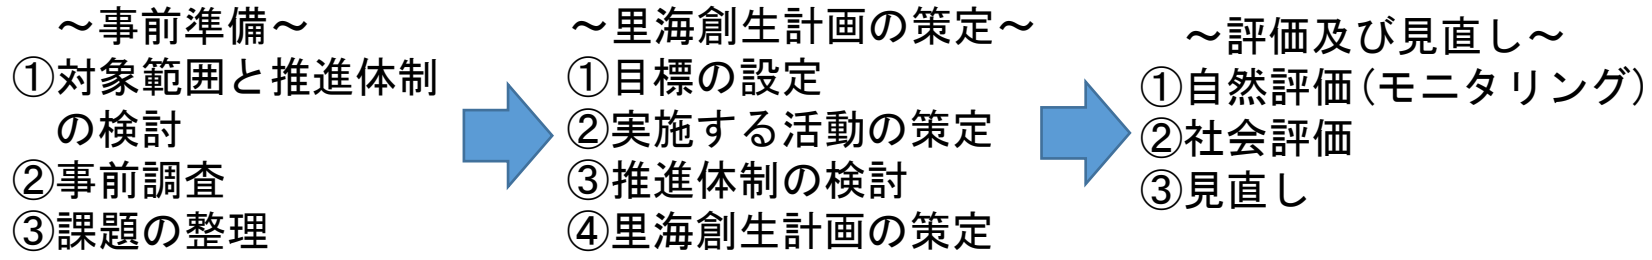 ～事前準備～
①対象範囲と推進体制
の検討
②事前調査
③課題の整理
～里海創生計画の策定～
①目標の設定
②実施する活動の策定
③推進体制の検討
④里海創生計画の策定
～評価及び見直し～
①自然評価(モニタリング)
②社会評価
③見直し